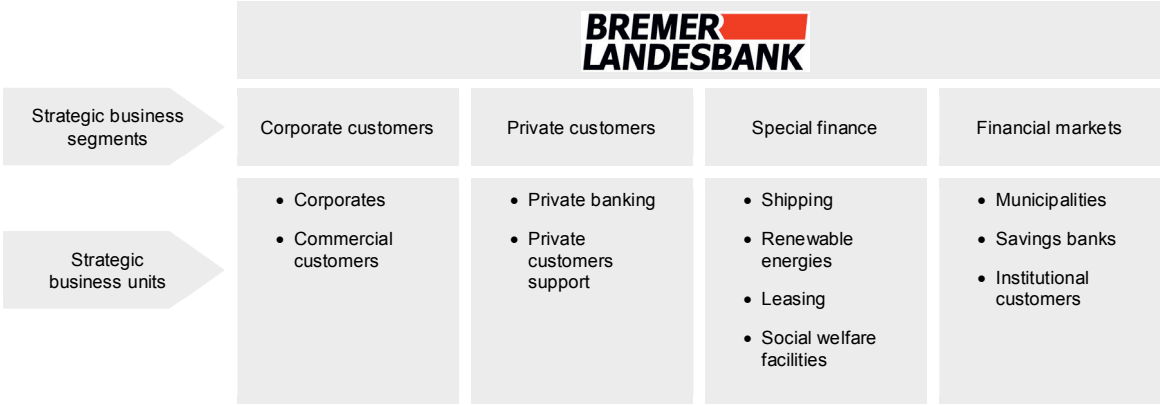 BREMER
LANDESBANK
Strategic business
segments
Corporate customers
Private customers
Special finance
Financial markets
Strategic
business units
• Corporates
• Commercial
customers
• Private banking
• Private
customers
support
• Shipping
• Renewable
energies
• Leasing
• Social welfare
facilities
• Municipalities
• Savings banks
• Institutional
customers